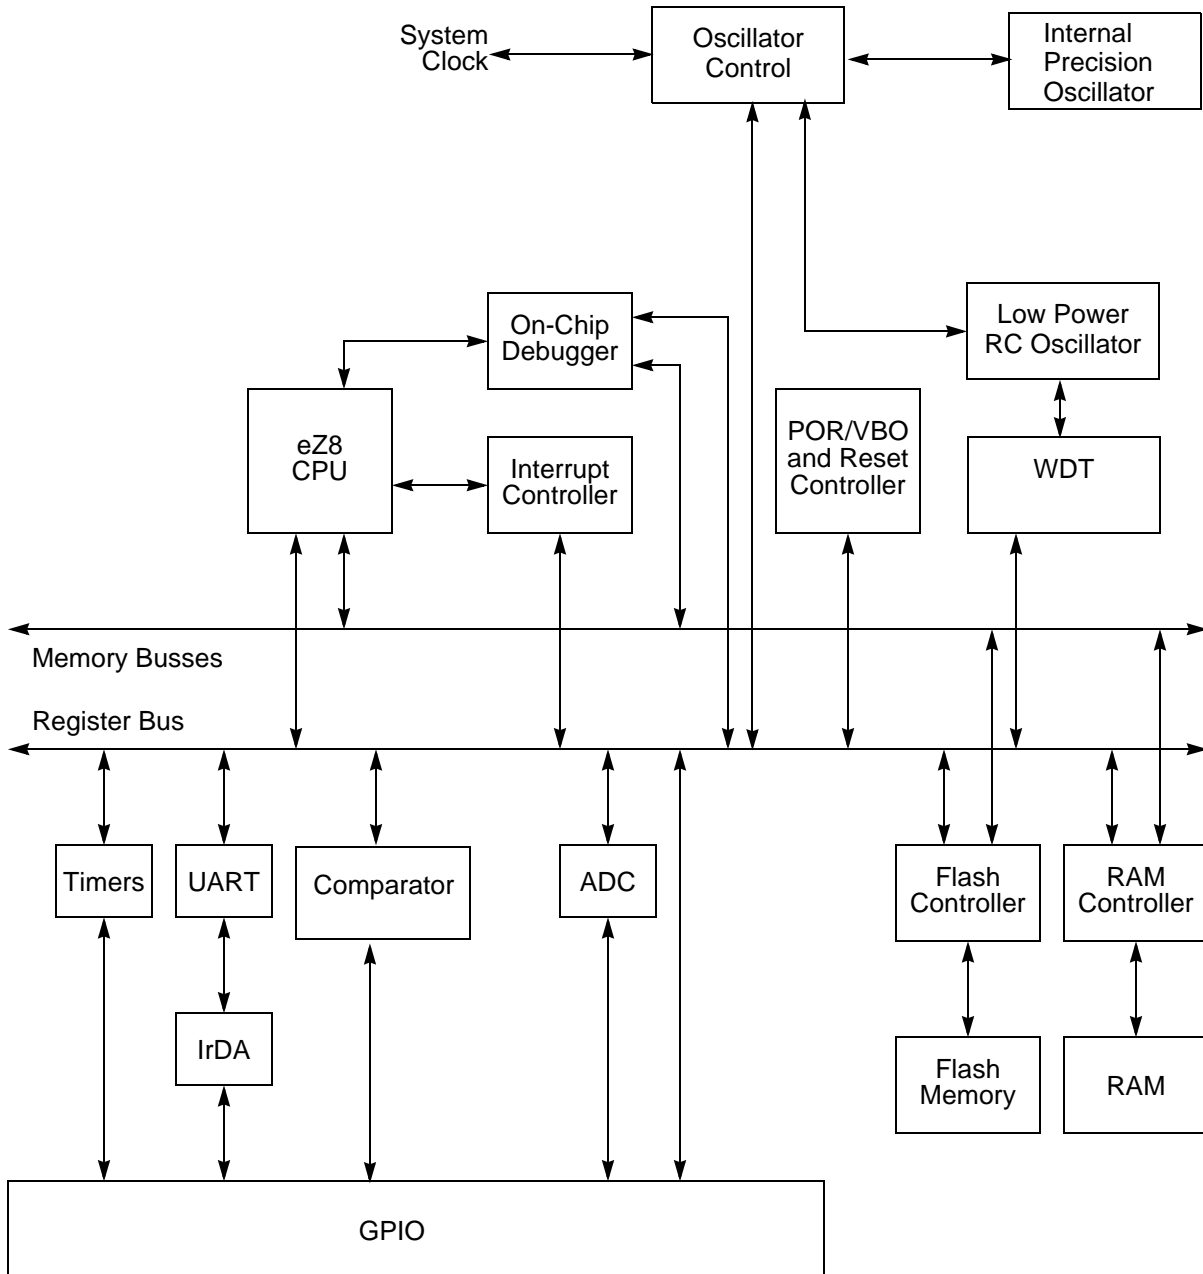 System
Clock
Oscillator
Control
Internal
Precision
Oscillator
On-Chip
Debugger
Low Power
RC Oscillator
eZ8
CPU
Interrupt
Controller
POR/VBO
and Reset
Controller
WDT
Memory Busses
Register Bus
Timers
UART
Comparator
ADC
Flash
Controller
RAM
Controller
IrDA
Flash
Memory
RAM
GPIO